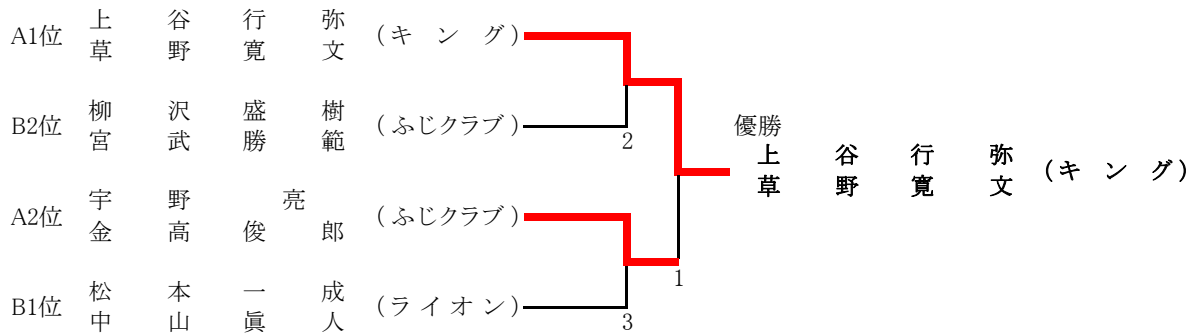 上谷行弥
A1位 (キング)
草野寛文
柳沢盛樹
B2位 (ふじクラブ)
宮武勝範
2
宇野亮
A2位 (ふじクラブ)
金高俊郎
松本一成
B1位 (ライオン)
中山眞人
3
1
優勝
上谷行弥
(キング)
草野寛文